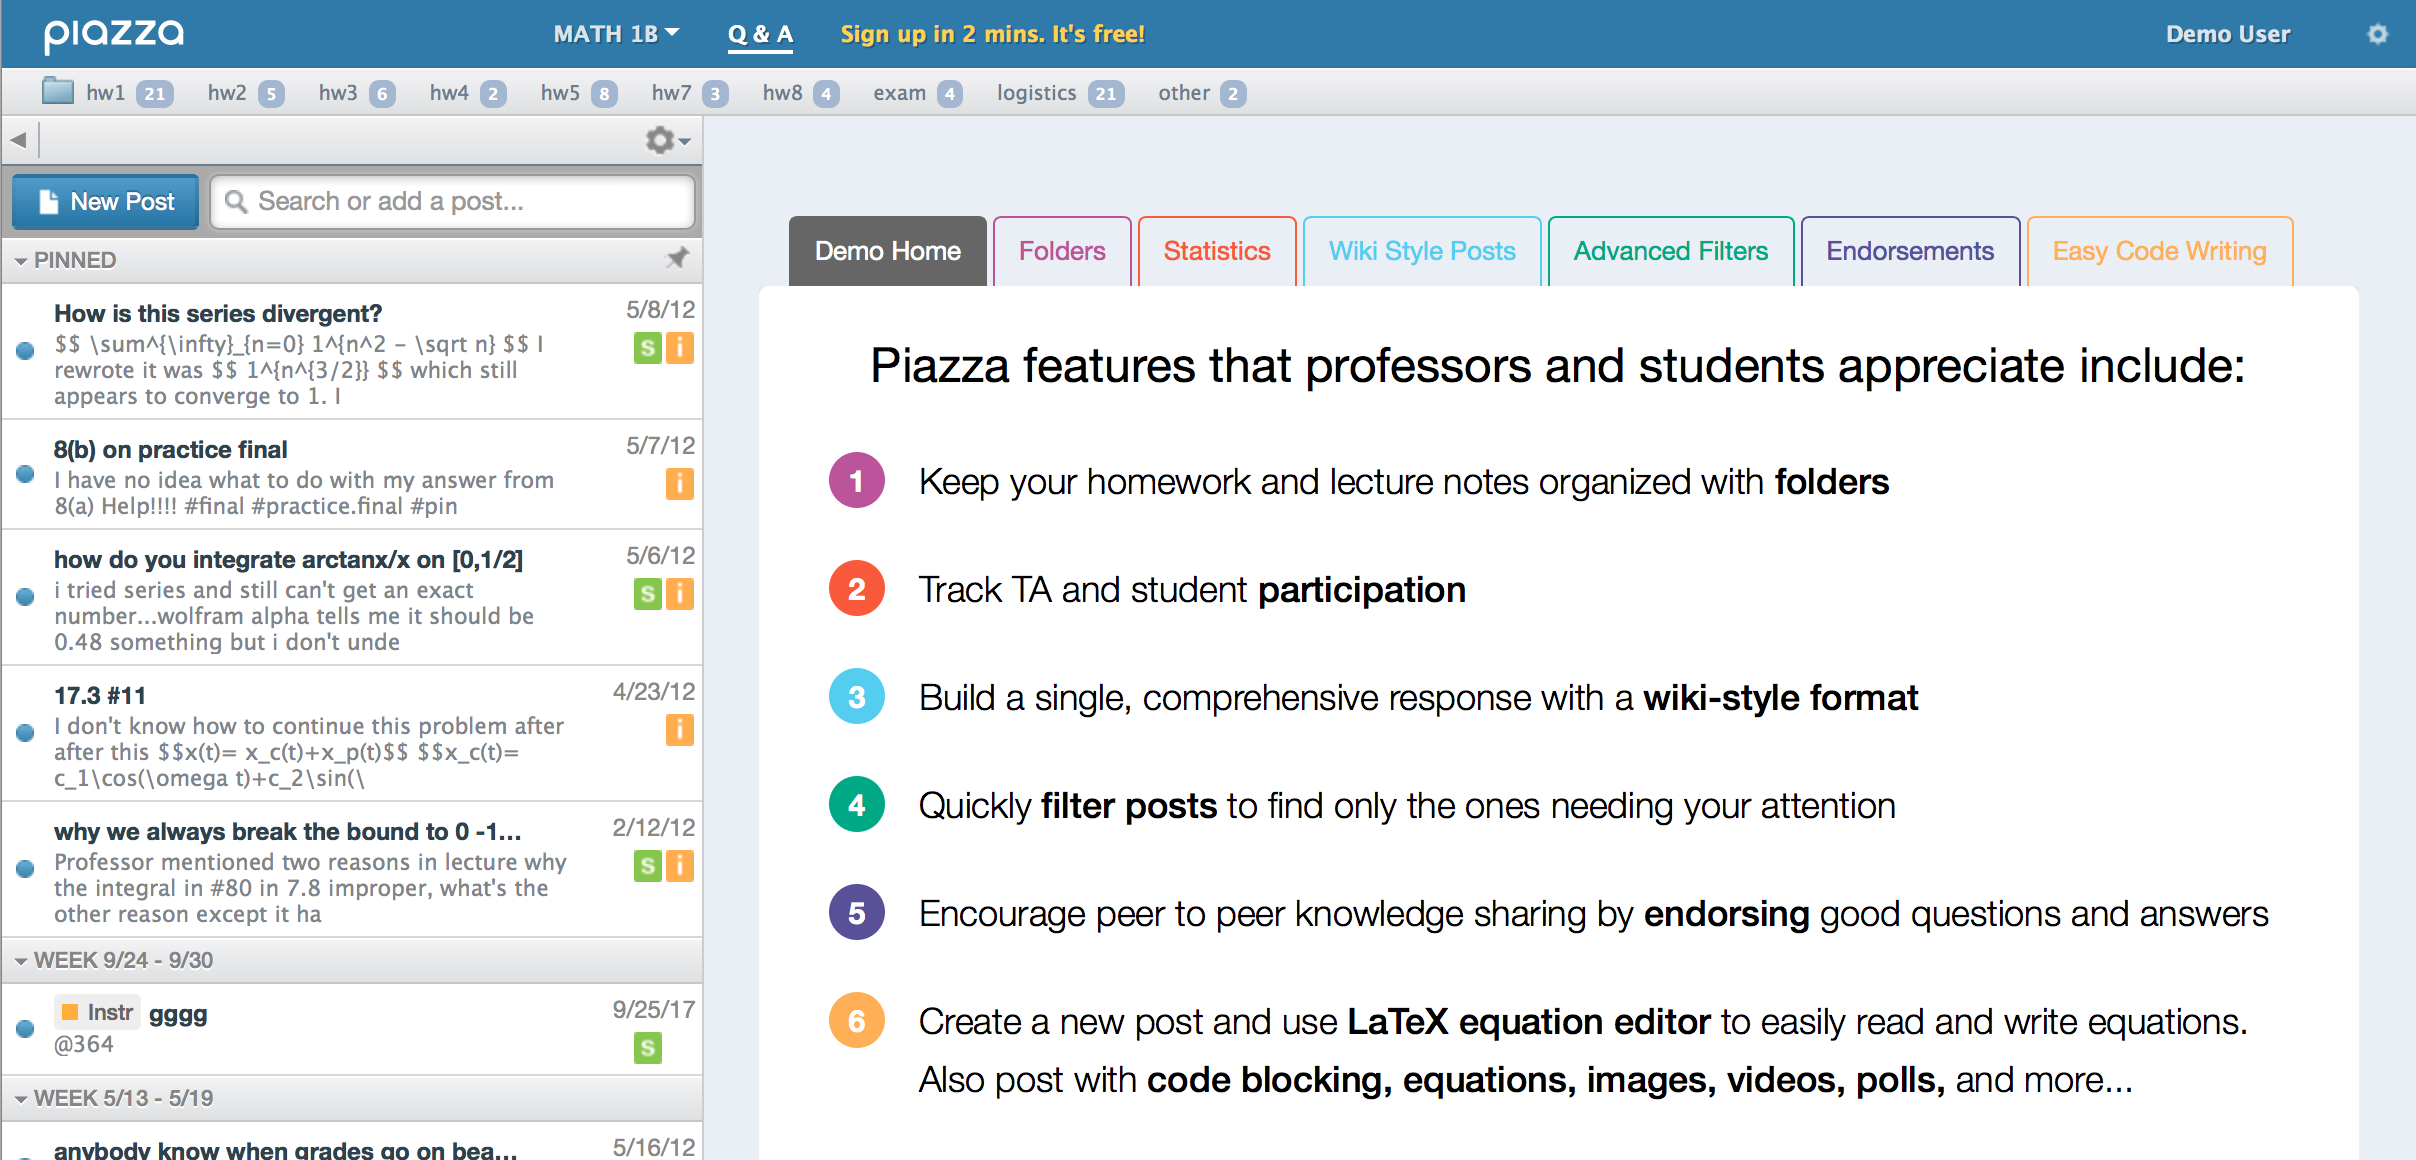 piazza
MATH 1B
Q & A
Sign up in 2 mins. It's free!
Demo User
hw1 21
hw2 5
hw3 6
hw4 2
hw5 8
hw7 3
hw8 4
exam 4
logistics 21
other 2
New Post
Search or add a post...
PINNED
How is this series divergent?
5/8/12
$$ \sum^{\infty}_{n=0} 1^{n^2 - \sqrt n} $$ I
rewrote it was $$ 1^{n^{3/2}} $$ which still
appears to converge to 1. I
S i
8(b) on practice final
5/7/12
I have no idea what to do with my answer from
8(a) Help!!!! #final #practice.final #pin
i
how do you integrate arctanx/x on [0,1/2]
5/6/12
i tried series and still can't get an exact
number...wolfram alpha tells me it should be
0.48 something but i don't unde
S i
17.3 #11
4/23/12
I don't know how to continue this problem after
after this $$x(t)= x_c(t)+x_p(t)$$ $$x_c(t)=
c_1\cos(\omega t)+c_2\sin(\
i
why we always break the bound to 0 -1...
2/12/12
Professor mentioned two reasons in lecture why
the integral in #80 in 7.8 improper, what's the
other reason except it ha
S i
WEEK 9/24 - 9/30
Instr gggg
9/25/17
@364
S
WEEK 5/13 - 5/19
anybody know when grades go on bea...
5/16/12
Demo Home
Folders
Statistics
Wiki Style Posts
Advanced Filters
Endorsements
Easy Code Writing
Piazza features that professors and students appreciate include:
1 Keep your homework and lecture notes organized with folders
2 Track TA and student participation
3 Build a single, comprehensive response with a wiki-style format
4 Quickly filter posts to find only the ones needing your attention
5 Encourage peer to peer knowledge sharing by endorsing good questions and answers
6 Create a new post and use LaTeX equation editor to easily read and write equations.
Also post with code blocking, equations, images, videos, polls, and more...